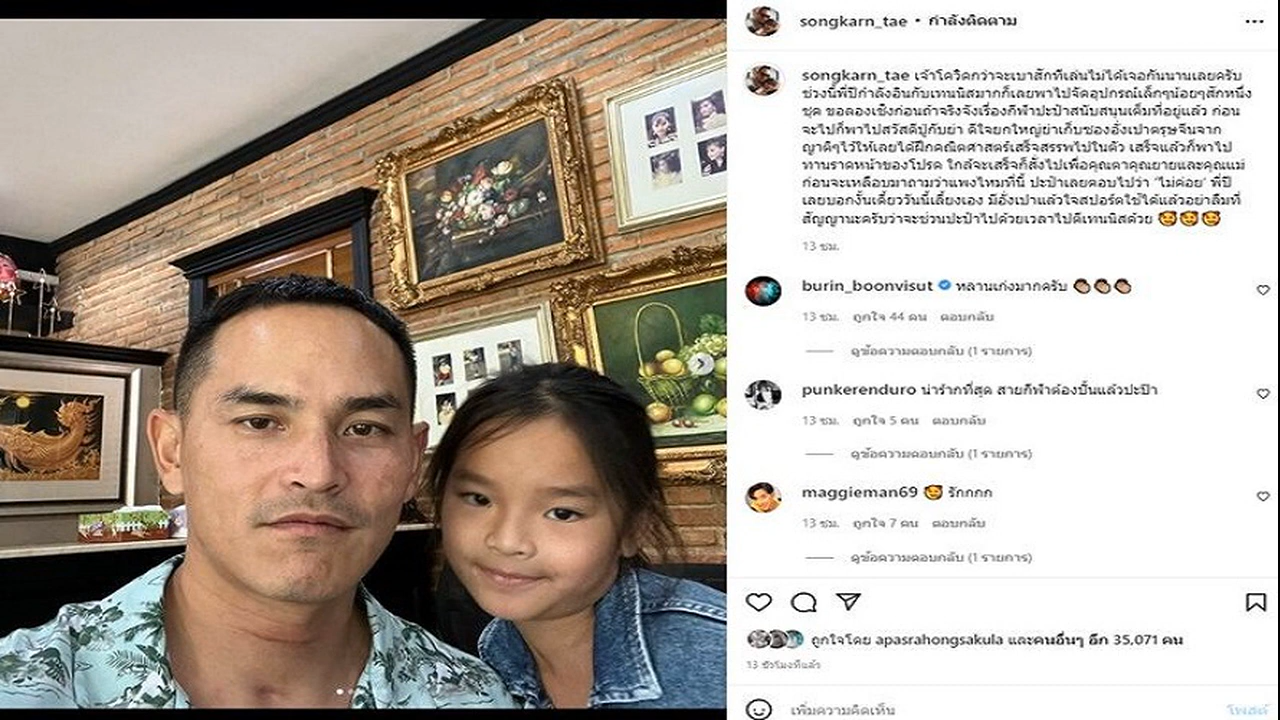 songkarn_tae • กำลังติดตาม
songkarn_tae เจ้าโควิดกว่าจะเบาสักทีเล่นไม่ได้เจอกันนานเลยครับ
ช่วงนี้พี่ปีกำลังอินกับเทนนิสมากก็เลยพาไปจัดอุปกรณ์เล็กๆน้อยๆสักหนึ่ง
ชุด ขอลองเชิงก่อนถ้าจริงจังเรื่องกีฬาปะป๊าสนับสนุนเต็มที่อยู่แล้ว ก่อน
จะไปก็พาไปสวัสดีปู่กับย่า ดีใจยกใหญ่ย่าเก็บซองอั่งเปาตรุษจีนจาก
ญาติๆไว้ให้เลยได้ฝึกคณิตศาสตร์เสร็จสรรพไปในตัว เสร็จแล้วก็พาไป
ทานราดหน้าของโปรด ใกล้จะเสร็จก็สั่งไปเผื่อคุณตาคุณยายและคุณแม่
ก่อนจะเหลือบมาถามว่าแพงไหมที่นี่ ปะป๊าเลยตอบไปว่า “ไม่ค่อย’ พี่ปี
เลยบอกงั้นเดี๋ยววันนี้เลี้ยงเอง มีอั่งเปาแล้วใจสปอร์ตใช้ได้แล้วอย่าลืมที่
สัญญานะครับว่าจะชวนปะป๊าไปด้วยเวลาไปตีเทนนิสด้วย 🥰🥰🥰
13 ชม.
burin_boonvisut หลานเก่งมากครับ 👏🏽👏🏽👏🏽
13 ชม. ถูกใจ 44 คน ตอบกลับ
ดูข้อความตอบกลับ (1 รายการ)
punkerenduro น่าร๊ากที่สุด สายกีฬาต้องปั้นแล้วปะป๊า
13 ชม. ถูกใจ 5 คน ตอบกลับ
ดูข้อความตอบกลับ (1 รายการ)
maggieman69 🥰 รักกกก
13 ชม. ถูกใจ 7 คน ตอบกลับ
ดูข้อความตอบกลับ (1 รายการ)
ถูกใจโดย apasrahongsakula และคนอื่นๆ อีก 35,071 คน
13 ชั่วโมงที่แล้ว
เพิ่มความคิดเห็น
โพสต์